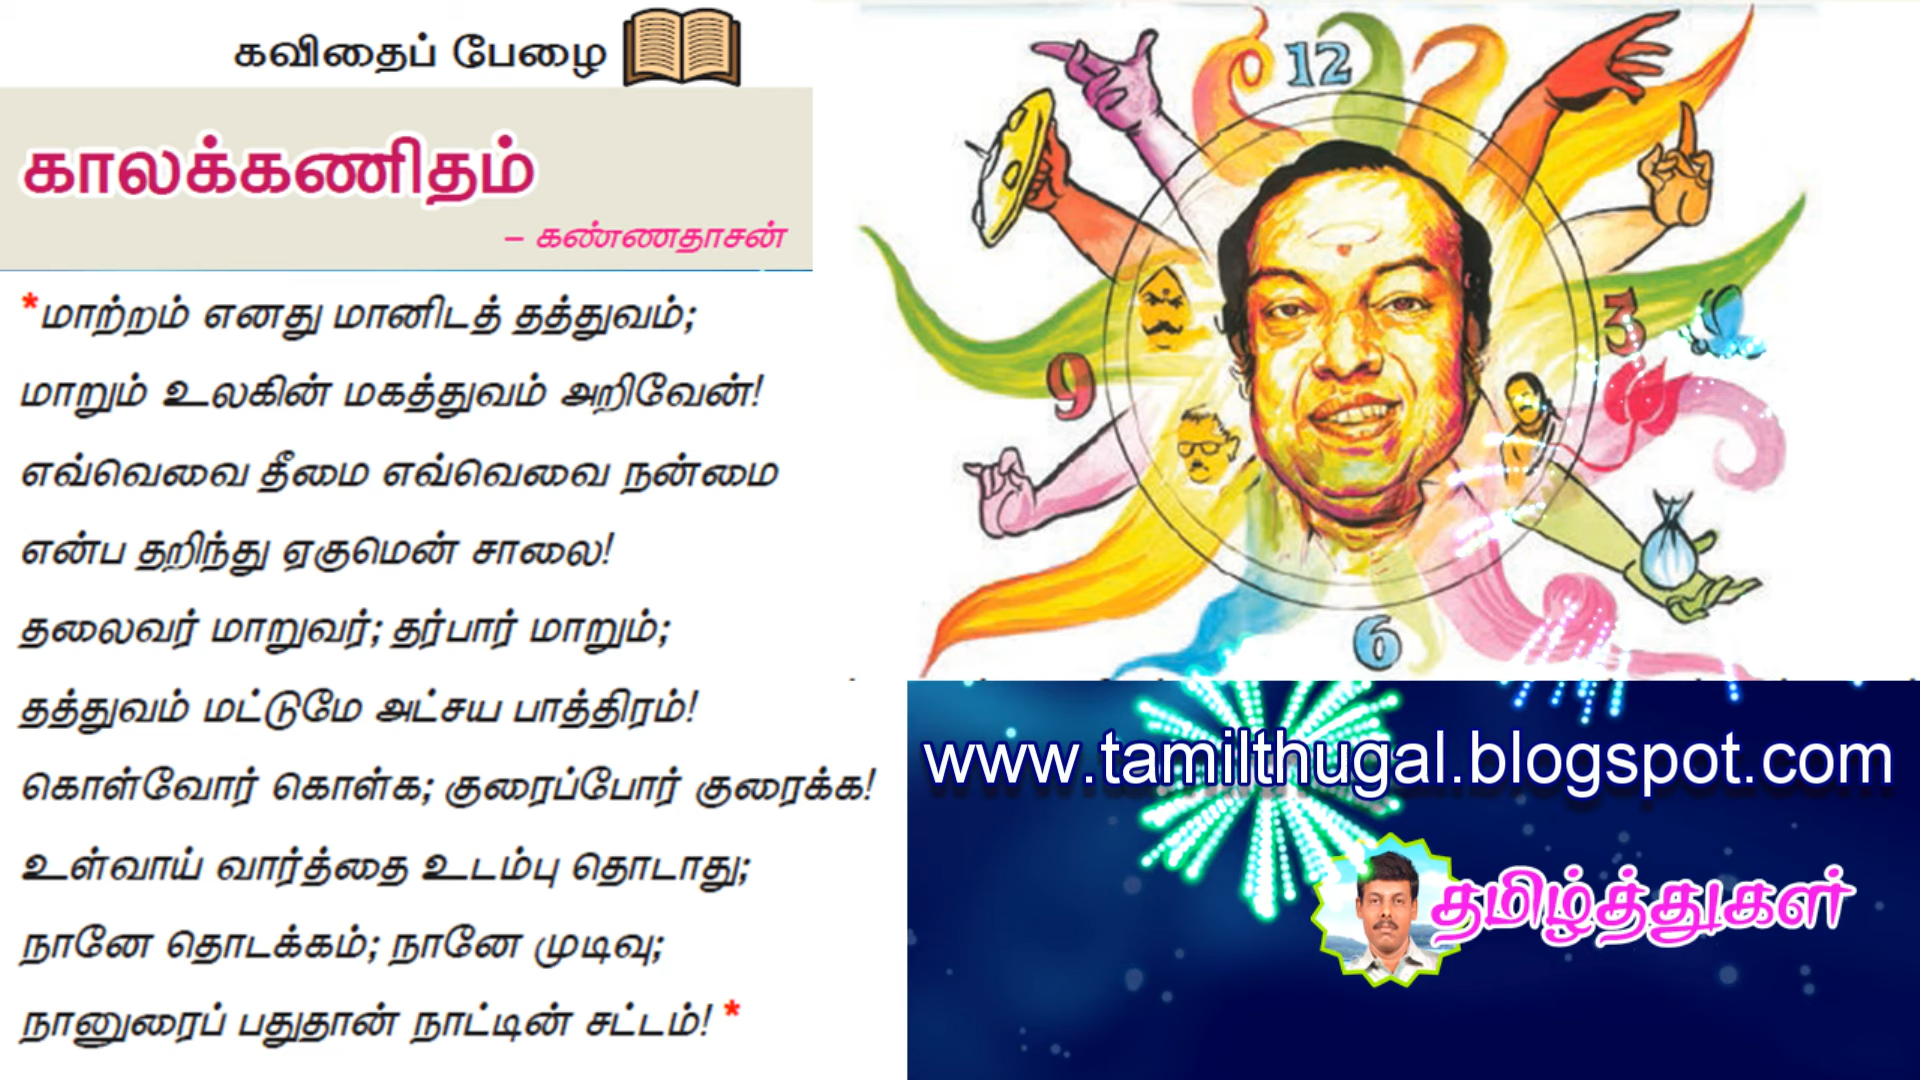 கவிதைப் பேழை
காலக்கணிதம்
– கண்ணதாசன்
*மாற்றம் எனது மானிடத் தத்துவம்;
மாறும் உலகின் மகத்துவம் அறிவேன்!
எவ்வெவை தீமை எவ்வெவை நன்மை
என்ப தறிந்து ஏகுமென் சாலை!
தலைவர் மாறுவர்; தர்பார் மாறும்;
தத்துவம் மட்டுமே அட்சய பாத்திரம்!
கொள்வோர் கொள்க; குரைப்போர் குரைக்க!
உள்வாய் வார்த்தை உடம்பு தொடாது;
நானே தொடக்கம்; நானே முடிவு;
நானுரைப் பதுதான் நாட்டின் சட்டம்! *
12
3
9
6
www.tamilthugal.blogspot.com
தமிழ்த்துகள்